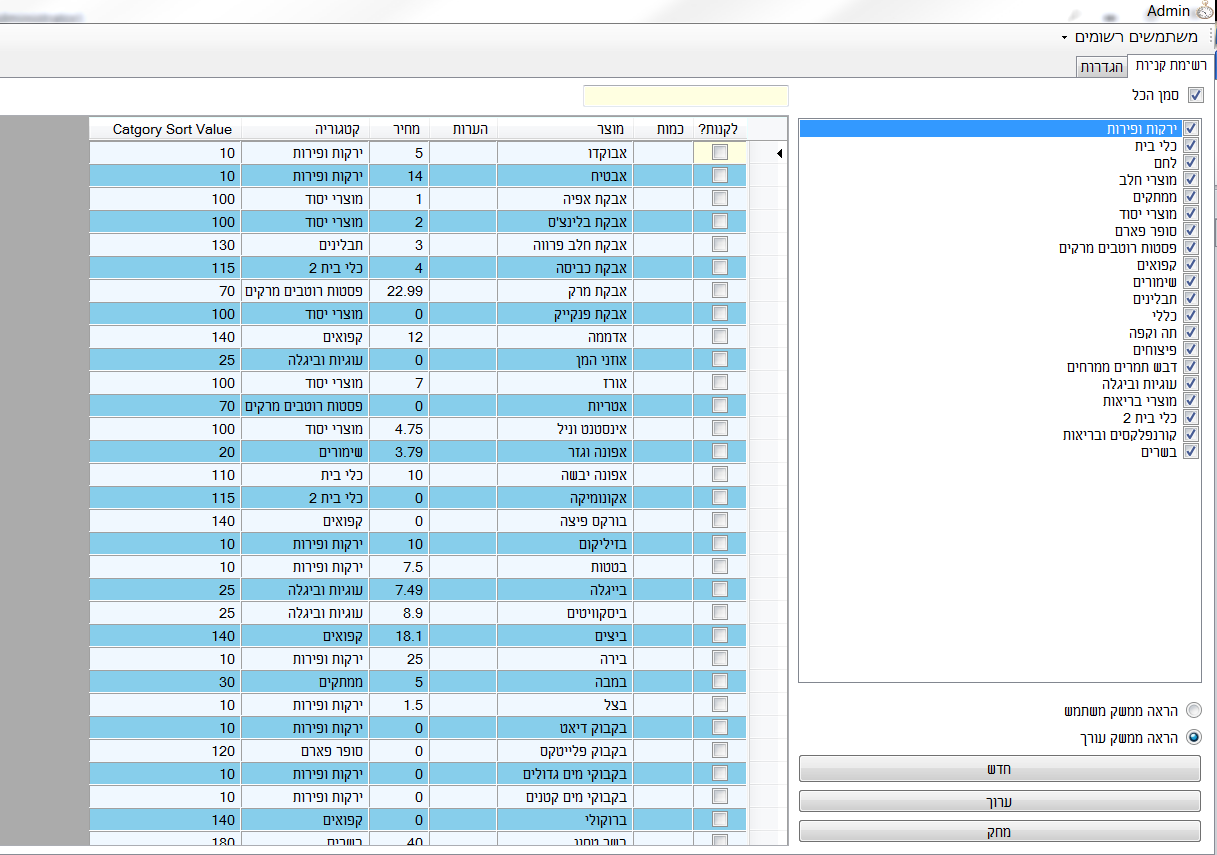 Admin
משתמשים רשומים
רשימת קניות הגדרות
סמן הכל
ירקות ופירות
כלי בית
לחם
מוצרי חלב
ממתקים
מוצרי יסוד
סופר פארם
פסטות רוטבים מרקים
קפואים
שימורים
תבלינים
כללי
תה וקפה
פיצוחים
דבש תמרים ממרחים
עוגיות וביגלה
מוצרי בריאות
כלי בית 2
קורנפלקסים ובריאות
בשרים
הראה ממשק משתמש
הראה ממשק עורך
חדש
ערוך
מחק
לקנות? כמות מוצר הערות מחיר קטגוריה Catgory Sort Value
אבוקדו 5 ירקות ופירות 10
אבטיח 14 ירקות ופירות 10
אבקת אפיה 1 מוצרי יסוד 100
אבקת בלינצ'ס 2 מוצרי יסוד 100
אבקת חלב פרווה 3 תבלינים 130
אבקת כביסה 4 כלי בית 2 115
אבקת מרק 22.99 פסטות רוטבים מרקים 70
אבקת פנקייק 0 מוצרי יסוד 100
אדממה 12 קפואים 140
אוזני המן 0 עוגיות וביגלה 25
אורז 7 מוצרי יסוד 100
אטריות 0 פסטות רוטבים מרקים 70
אינסטנט וניל 4.75 מוצרי יסוד 100
אפונה וגזר 3.79 שימורים 20
אפונה יבשה 10 כלי בית 110
אקונומיקה 0 כלי בית 2 115
בורקס פיצה 0 קפואים 140
בזיליקום 10 ירקות ופירות 10
בטטות 7.5 ירקות ופירות 10
בייגלה 7.49 עוגיות וביגלה 25
ביסקוויטים 8.9 עוגיות וביגלה 25
ביצים 18.1 קפואים 140
בירה 25 ירקות ופירות 10
במבה 5 ממתקים 30
בצל 1.5 ירקות ופירות 10
בקבוק דיאט 0 ירקות ופירות 10
בקבוק פלייטקס 0 סופר פארם 120
בקבוקי מים גדולים 0 ירקות ופירות 10
בקבוקי מים קטנים 0 ירקות ופירות 10
ברוקולי 0 קפואים 140
בשר טחון 40 בשרים 180